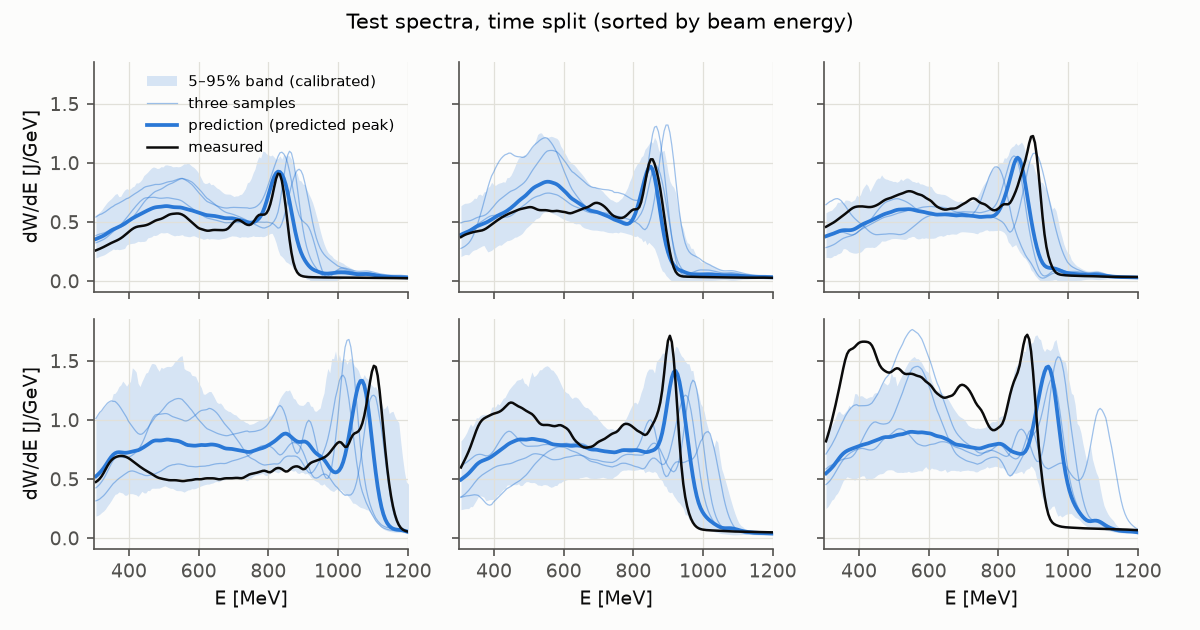 Test spectra, time split (sorted by beam energy)
5–95% band (calibrated)
three samples
prediction (predicted peak)
measured
dW/dE [J/GeV]
1.5
1.0
0.5
0.0
dW/dE [J/GeV]
1.5
1.0
0.5
0.0
400 600 800 1000 1200
400 600 800 1000 1200
400 600 800 1000 1200
E [MeV]
E [MeV]
E [MeV]